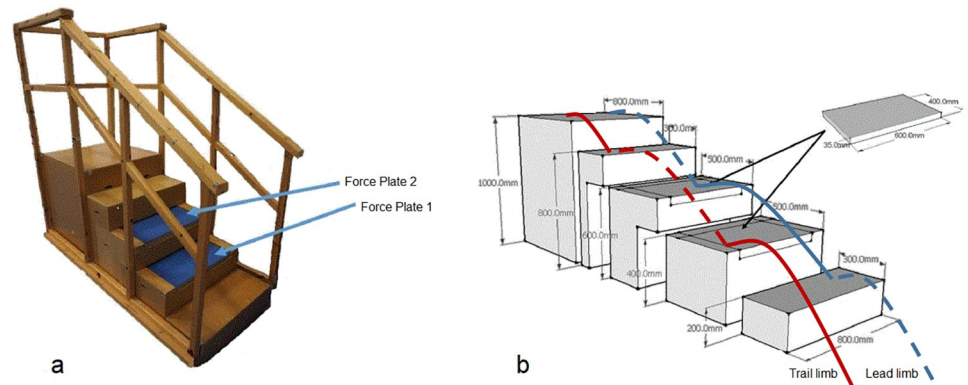 Force Plate 2
Force Plate 1
a
800.0mm
300.0mm
500.0mm
500.0mm
300.0mm
1000.0mm
800.0mm
600.0mm
400.0mm
200.0mm
800.0mm
400.0mm
600.0mm
35.0mm
b
Trail limb
Lead limb